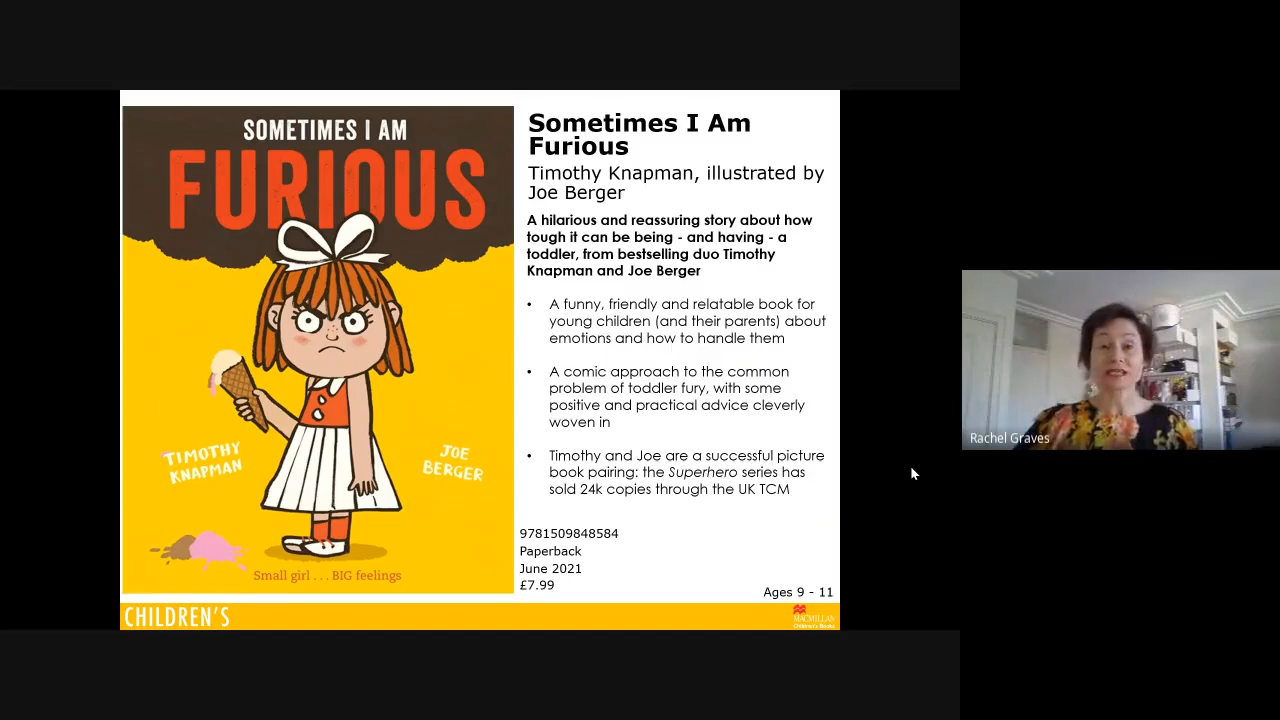 SOMETIMES I AM
FURIOUS
TIMOTHY
KNAPMAN
JOE
BERGER
Small girl . . . BIG feelings
Sometimes I Am
Furious
Timothy Knapman, illustrated by
Joe Berger
A hilarious and reassuring story about how
tough it can be being - and having - a
toddler, from bestselling duo Timothy
Knapman and Joe Berger
• A funny, friendly and relatable book for
young children (and their parents) about
emotions and how to handle them
• A comic approach to the common
problem of toddler fury, with some
positive and practical advice cleverly
woven in
• Timothy and Joe are a successful picture
book pairing: the Superhero series has
sold 24k copies through the UK TCM
9781509848584
Paperback
June 2021
£7.99
Ages 9 - 11
CHILDREN'S
MACMILLAN
Children's Books
Rachel Graves